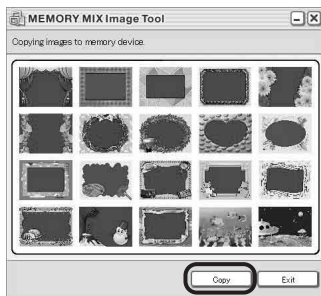 MEMORY MIX Image Tool
Copying images to memory device.
Copy
Exit